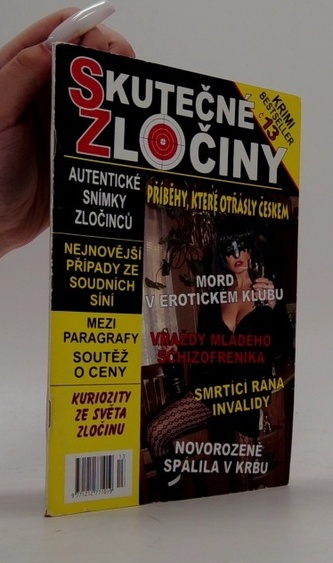 SKUTEČNÉ
ZLOČINY
KRIMI
BESTSELLER
č. 13
AUTENTICKÉ
SNÍMKY
ZLOČINCŮ
PŘÍBĚHY, KTERÉ OTŘÁSLY ČESKEM
NEJNOVĚJŠÍ
PŘÍPADY ZE
SOUDNÍCH
SÍNÍ
MORD
V EROTICKÉM KLUBU
MEZI
PARAGRAFY
SOUTĚŽ
O CENY
VRAŽDY MLADÉHO
SCHIZOFRENIKA
KURIOZITY
ZE SVĚTA
ZLOČINU
SMRTÍCÍ RÁNA
INVALIDY
NOVOROZENĚ
SPÁLILA V KRBU